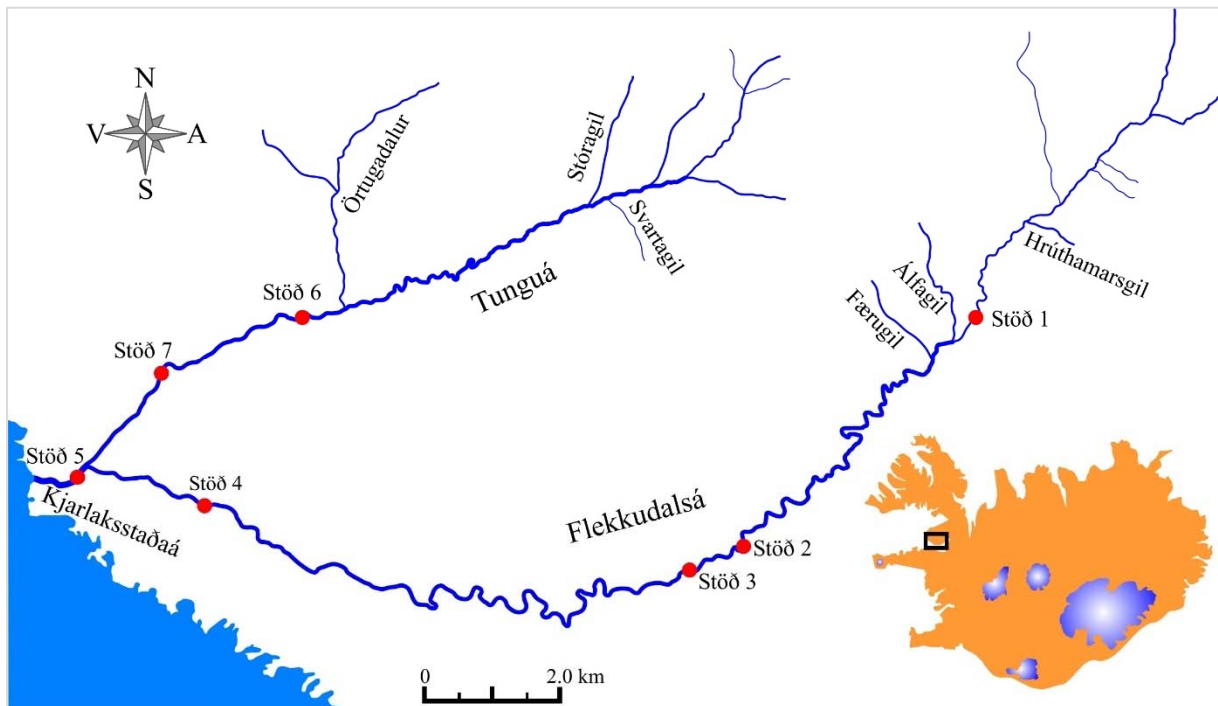 N
V A
S
Örtugadalur
Stóragil
Svartagil
Hrúthamarsgil
Álfagil
Færugil
Tunguá
Stöð 6
Stöð 1
Stöð 7
Stöð 5
Stöð 4
Kjarlaksstaðaá
Flekkudalsá
Stöð 2
Stöð 3
0 2.0 km